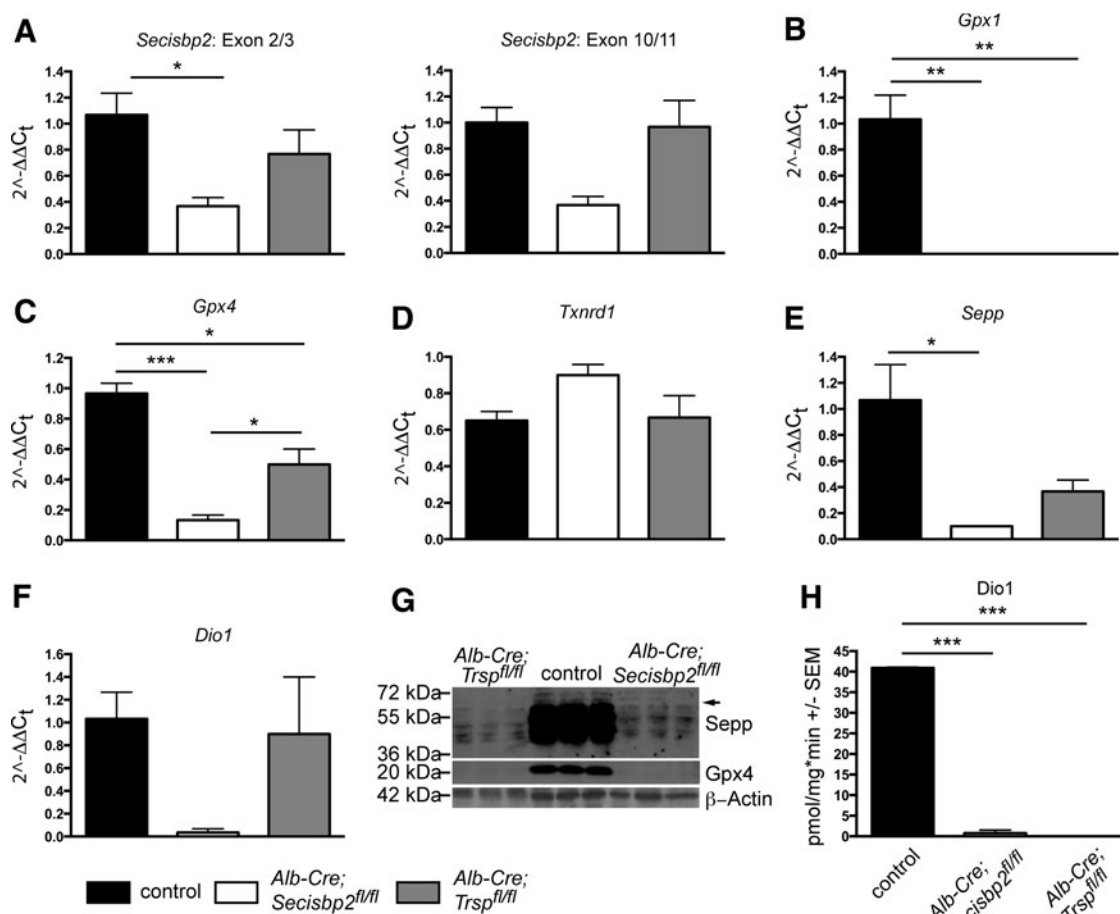 A
Secisbp2: Exon 2/3
*
2^-ΔΔCt
1.4
1.2
1.0
0.8
0.6
0.4
0.2
0.0
Secisbp2: Exon 10/11
2^-ΔΔCt
1.4
1.2
1.0
0.8
0.6
0.4
0.2
0.0
B
Gpx1
**
**
2^-ΔΔCt
1.4
1.2
1.0
0.8
0.6
0.4
0.2
0.0
C
Gpx4
*
***
*
2^-ΔΔCt
1.2
1.0
0.8
0.6
0.4
0.2
0.0
D
Txnrd1
2^-ΔΔCt
1.0
0.8
0.6
0.4
0.2
0.0
E
Sepp
*
2^-ΔΔCt
1.4
1.2
1.0
0.8
0.6
0.4
0.2
0.0
F
Dio1
2^-ΔΔCt
1.4
1.2
1.0
0.8
0.6
0.4
0.2
0.0
G
Alb-Cre;
Trspfl/fl
control
Alb-Cre;
Secisbp2fl/fl
72 kDa
55 kDa
36 kDa
20 kDa
42 kDa
Sepp
Gpx4
β-Actin
H
Dio1
***
***
pmol/mg*min +/- SEM
45
40
35
30
25
20
15
10
5
0
control
Alb-Cre;
cisbp2fl/fl
Alb-Cre;
Trspfl/fl
control
Alb-Cre;
Secisbp2fl/fl
Alb-Cre;
Trspfl/fl